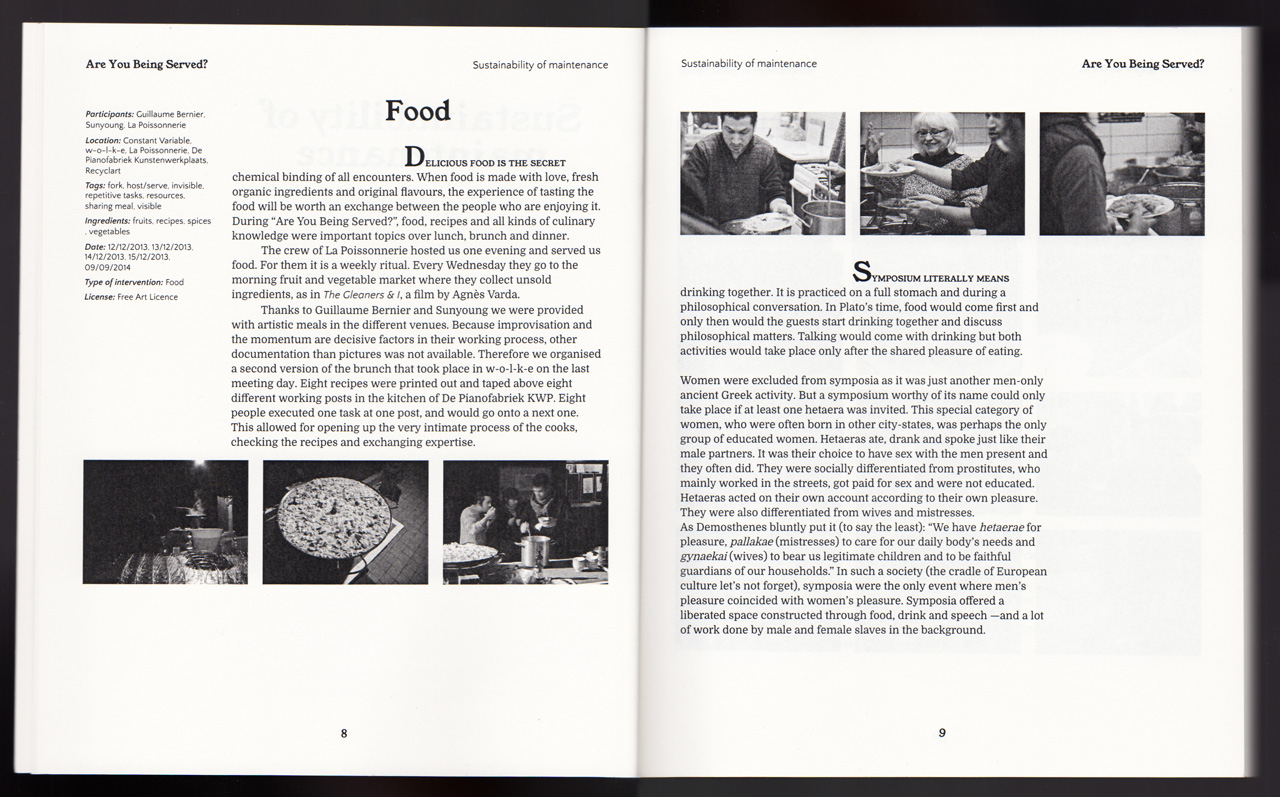 Are You Being Served?
Sustainability of maintenance
Participants: Guillaume Bernier,
Sunyoung, La Poissonnerie
Location: Constant Variable,
w-o-l-k-e, La Poissonnerie, De
Pianofabriek Kunstenwerkplaats,
Recyclart
Tags: fork, host/serve, invisible,
repetitive tasks, resources,
sharing meal, visible
Ingredients: fruits, recipes, spices
, vegetables
Date: 12/12/2013, 13/12/2013,
14/12/2013, 15/12/2013,
09/09/2014
Type of intervention: Food
License: Free Art Licence
Food
Delicious food is the secret
chemical binding of all encounters. When food is made with love, fresh
organic ingredients and original flavours, the experience of tasting the
food will be worth an exchange between the people who are enjoying it.
During “Are You Being Served?”, food, recipes and all kinds of culinary
knowledge were important topics over lunch, brunch and dinner.
The crew of La Poissonnerie hosted us one evening and served us
food. For them it is a weekly ritual. Every Wednesday they go to the
morning fruit and vegetable market where they collect unsold
ingredients, as in The Gleaners & I, a film by Agnès Varda.
Thanks to Guillaume Bernier and Sunyoung we were provided
with artistic meals in the different venues. Because improvisation and
the momentum are decisive factors in their working process, other
documentation than pictures was not available. Therefore we organised
a second version of the brunch that took place in w-o-l-k-e on the last
meeting day. Eight recipes were printed out and taped above eight
different working posts in the kitchen of De Pianofabriek KWP. Eight
people executed one task at one post, and would go onto a next one.
This allowed for opening up the very intimate process of the cooks,
checking the recipes and exchanging expertise.
8
Sustainability of maintenance
Are You Being Served?
Symposium literally means
drinking together. It is practiced on a full stomach and during a
philosophical conversation. In Plato’s time, food would come first and
only then would the guests start drinking together and discuss
philosophical matters. Talking would come with drinking but both
activities would take place only after the shared pleasure of eating.
Women were excluded from symposia as it was just another men-only
ancient Greek activity. But a symposium worthy of its name could only
take place if at least one hetaera was invited. This special category of
women, who were often born in other city-states, was perhaps the only
group of educated women. Hetaeras ate, drank and spoke just like their
male partners. It was their choice to have sex with the men present and
they often did. They were socially differentiated from prostitutes, who
mainly worked in the streets, got paid for sex and were not educated.
Hetaeras acted on their own account according to their own pleasure.
They were also differentiated from wives and mistresses.
As Demosthenes bluntly put it (to say the least): “We have hetaerae for
pleasure, pallakae (mistresses) to care for our daily body’s needs and
gynaekai (wives) to bear us legitimate children and to be faithful
guardians of our households.” In such a society (the cradle of European
culture let’s not forget), symposia were the only event where men’s
pleasure coincided with women’s pleasure. Symposia offered a
liberated space constructed through food, drink and speech —and a lot
of work done by male and female slaves in the background.
9